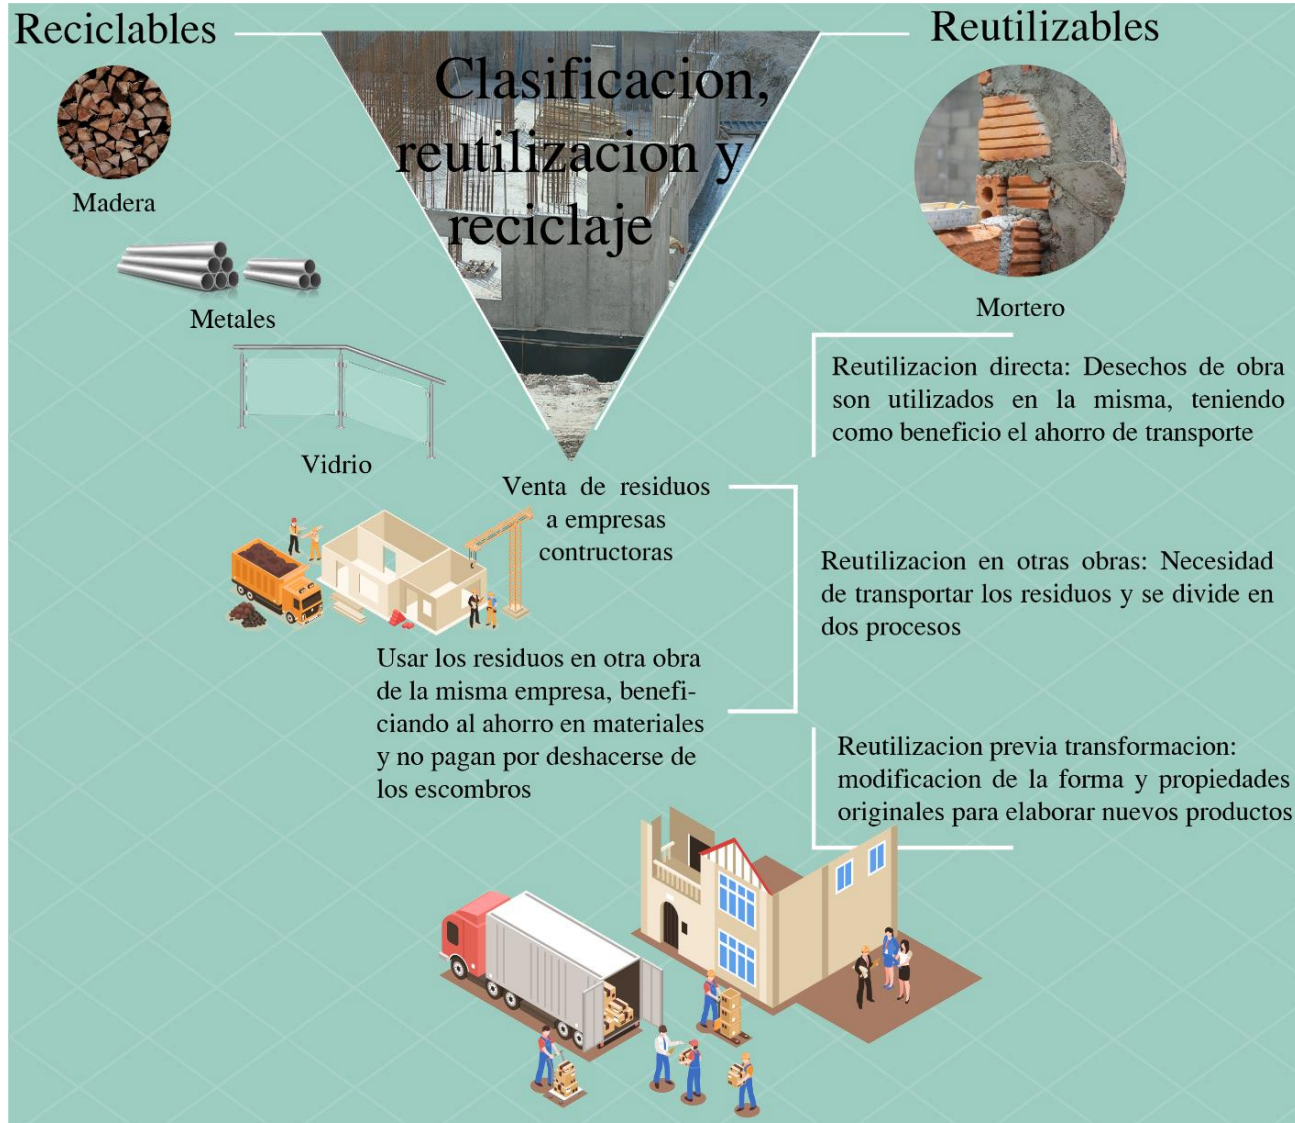 Reciclables
Reutilizables
Clasificacion,
reutilizacion y
reciclaje
Madera
Metales
Vidrio
Mortero
Reutilizacion directa: Desechos de obra
son utilizados en la misma, teniendo
como beneficio el ahorro de transporte
Venta de residuos
a empresas
contructoras
Reutilizacion en otras obras: Necesidad
de transportar los residuos y se divide en
dos procesos
Usar los residuos en otra obra
de la misma empresa, benefi-
ciando al ahorro en materiales
y no pagan por deshacerse de
los escombros
Reutilizacion previa transformacion:
modificacion de la forma y propiedades
originales para elaborar nuevos productos